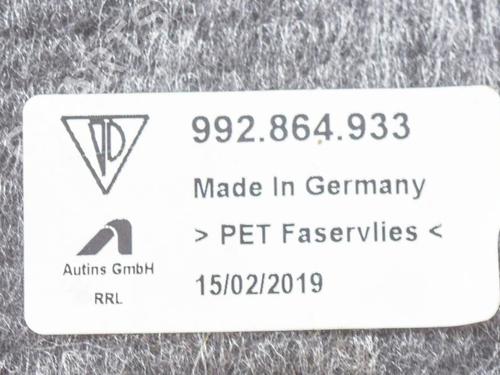 992.864.933
Made In Germany
> PET Faservlies <
15/02/2019
Autins GmbH
RRL